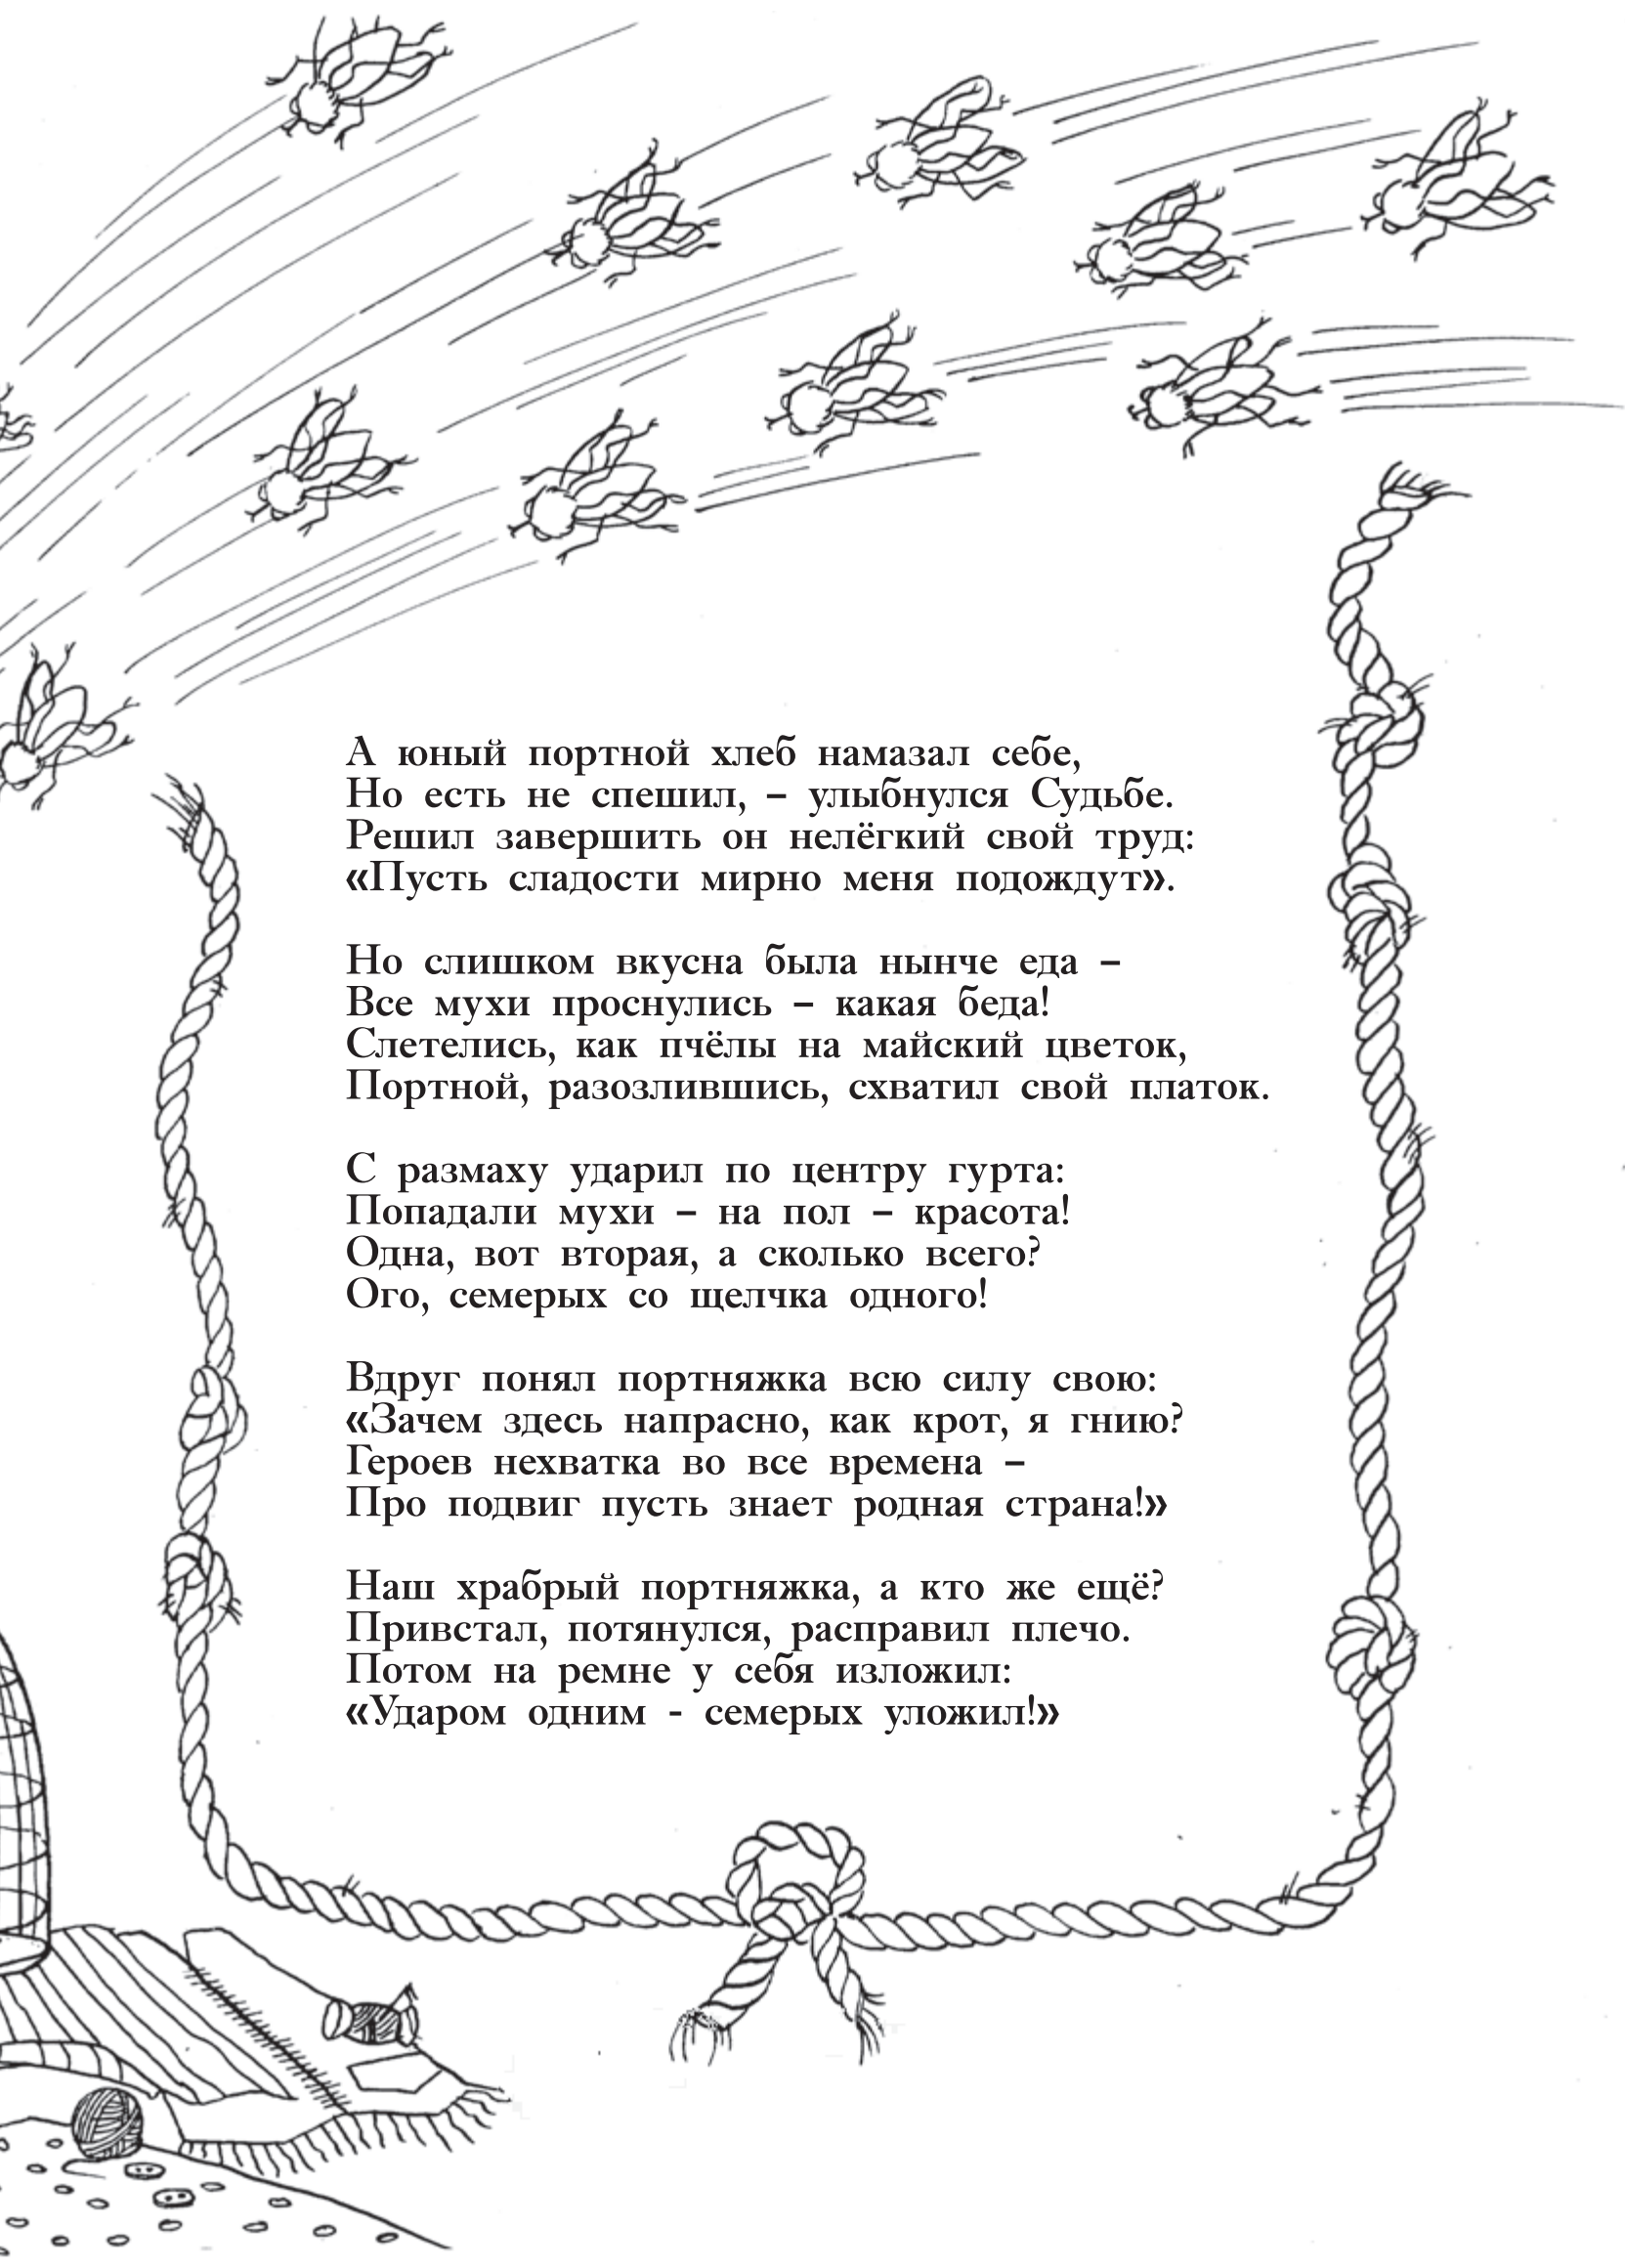 А юный портной хлеб намазал себе,
Но есть не спешил, – улыбнулся Судьбе.
Решил завершить он нелёгкий свой труд:
«Пусть сладости мирно меня подождут».
Но слишком вкусна была нынче еда –
Все мухи проснулись – какая беда!
Слетелись, как пчёлы на майский цветок,
Портной, разозлившись, схватил свой платок.
С размаху ударил по центру гурта:
Попадали мухи – на пол – красота!
Одна, вот вторая, а сколько всего?
Ого, семерых со щелчка одного!
Вдруг понял портняжка всю силу свою:
«Зачем здесь напрасно, как крот, я гнию?
Героев нехватка во все времена –
Про подвиг пусть знает родная страна!»
Наш храбрый портняжка, а кто же ещё?
Привстал, потянулся, расправил плечо.
Потом на ремне у себя изложил:
«Ударом одним - семерых уложил!»